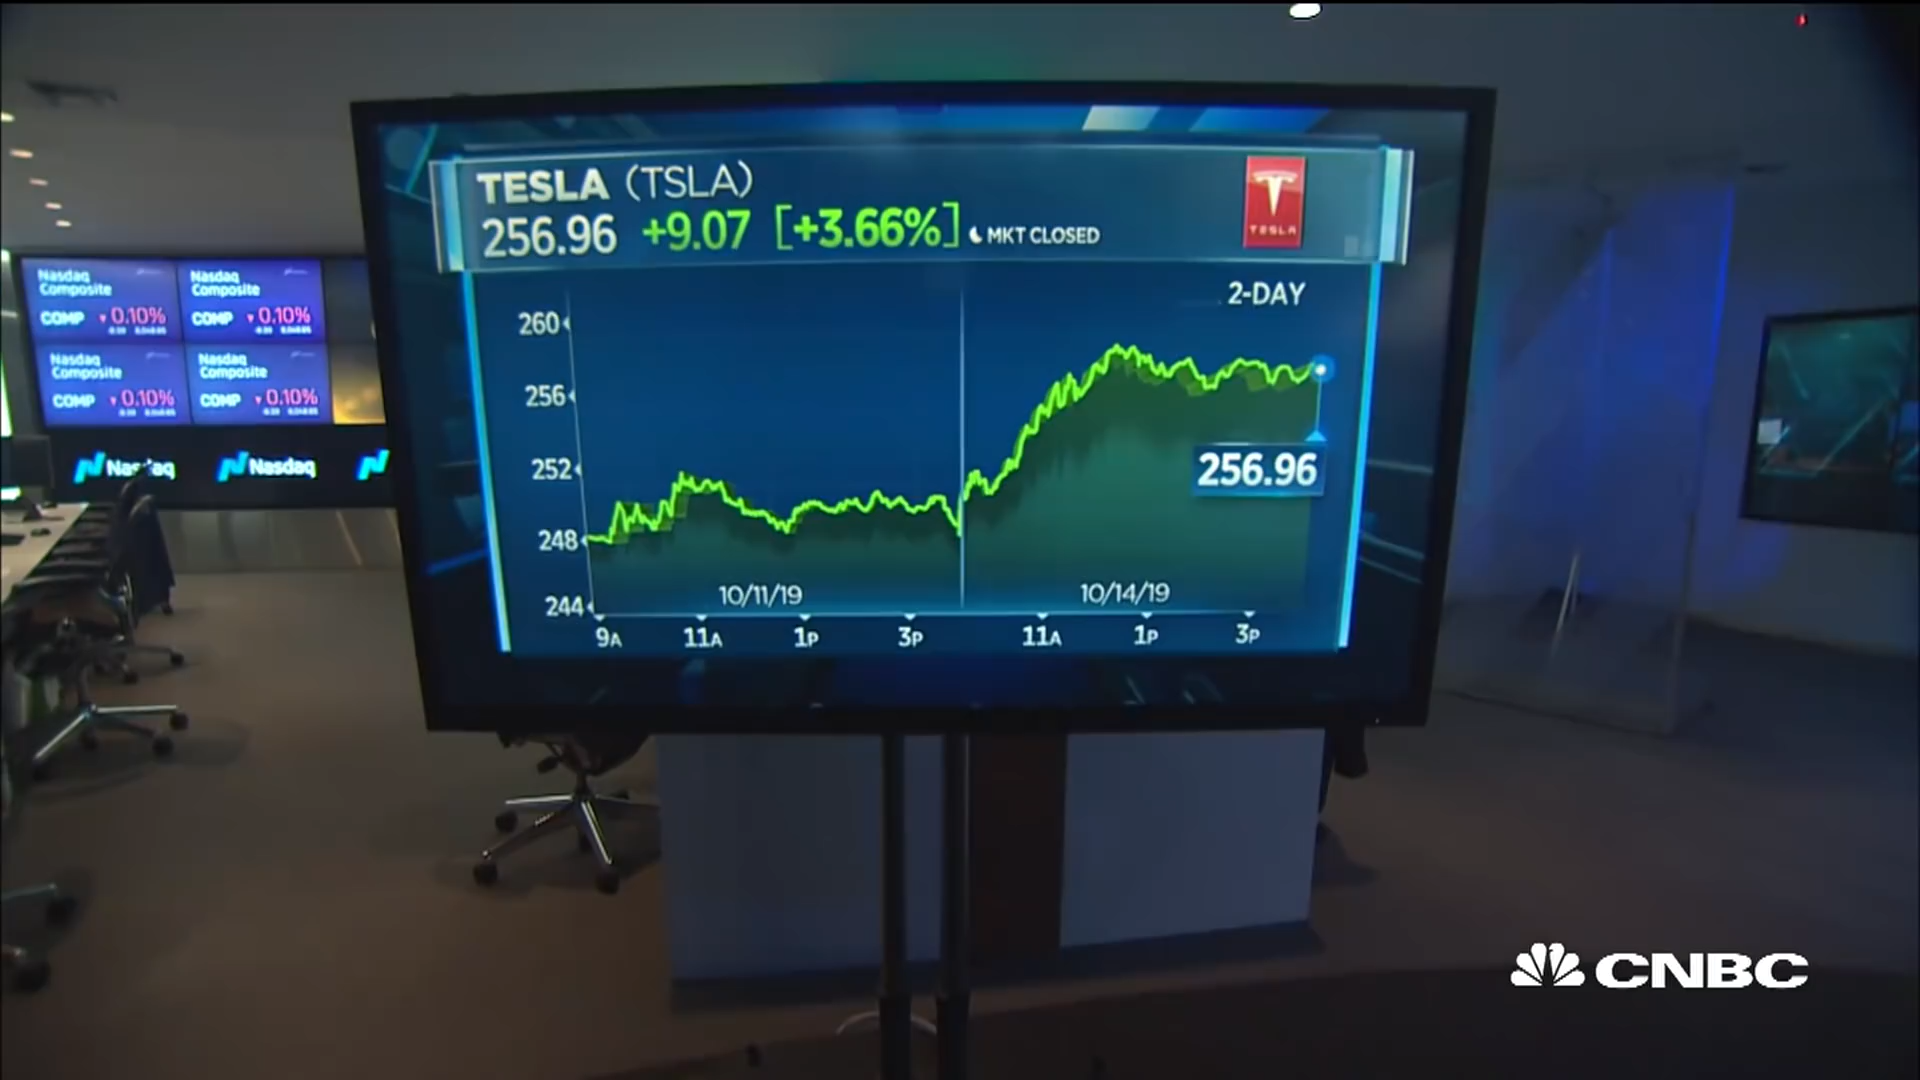 TESLA (TSLA)
256.96 +9.07 [+3.66%] MKT CLOSED
TESLA
2-DAY
260
256
252
248
244
256.96
10/11/19 10/14/19
9A 11A 1P 3P 11A 1P 3P
Nasdaq
Composite
COMP ▼0.10%
Nasdaq
Composite
COMP ▼0.10%
Nasdaq
Composite
COMP ▼0.10%
Nasdaq
Composite
COMP ▼0.10%
Nasdaq Nasdaq
CNBC